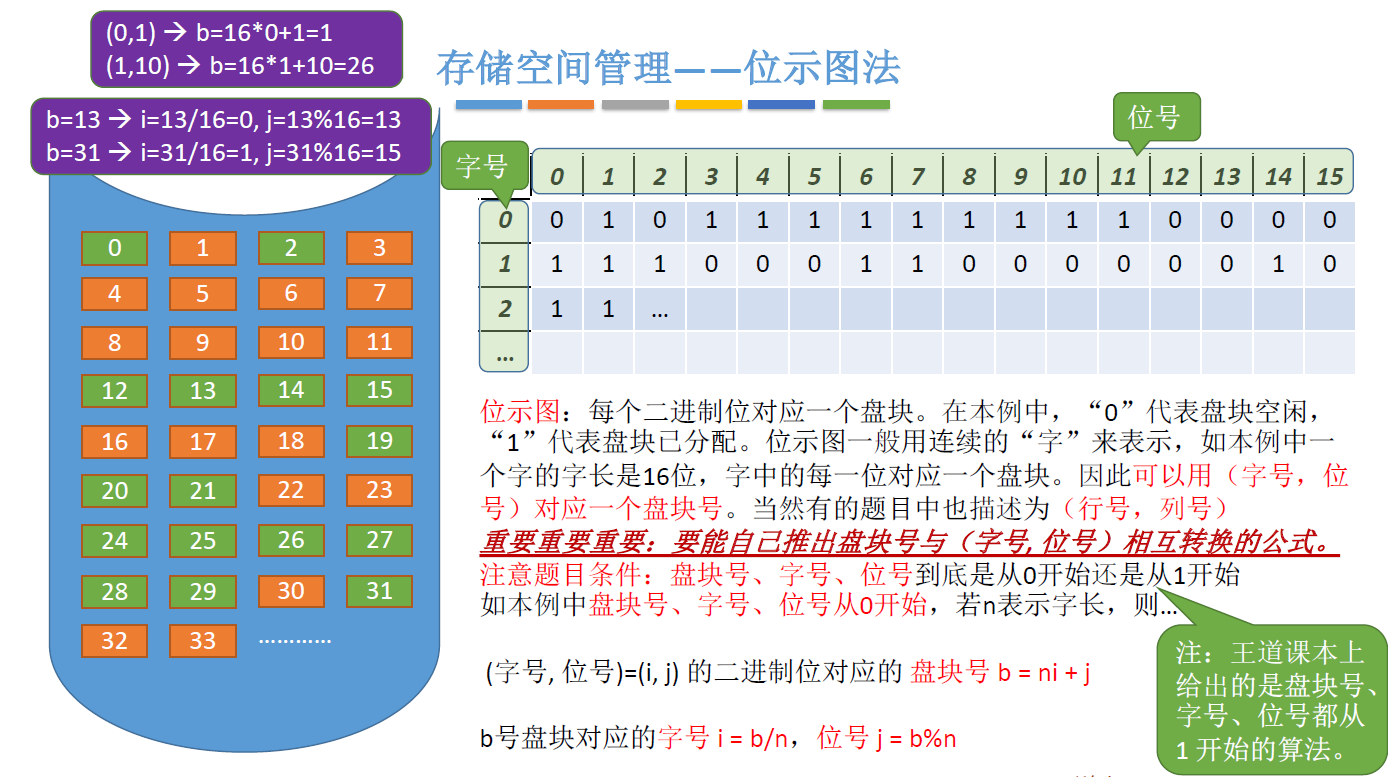 (0,1) → b=16*0+1=1
(1,10) → b=16*1+10=26
存储空间管理——位示图法
b=13 → i=13/16=0, j=13%16=13
b=31 → i=31/16=1, j=31%16=15
位号
字号
0 1 2 3 4 5 6 7 8 9 10 11 12 13 14 15
0 0 1 0 1 1 1 1 1 1 1 1 1 0 0 0 0
1 1 1 1 0 0 0 1 1 0 0 0 0 0 0 1 0
2 1 1 ...
...
0 1 2 3
4 5 6 7
8 9 10 11
12 13 14 15
16 17 18 19
20 21 22 23
24 25 26 27
28 29 30 31
32 33 …………
位示图：每个二进制位对应一个盘块。在本例中，“0”代表盘块空闲，
“1”代表盘块已分配。位示图一般用连续的“字”来表示，如本例中一
个字的字长是16位，字中的每一位对应一个盘块。因此可以用（字号，位
号）对应一个盘块号。当然有的题目中也描述为（行号，列号）
重要重要重要：要能自己推出盘块号与（字号, 位号）相互转换的公式。
注意题目条件：盘块号、字号、位号到底是从0开始还是从1开始
如本例中盘块号、字号、位号从0开始，若n表示字长，则...
(字号, 位号)=(i, j) 的二进制位对应的 盘块号 b = ni + j
b号盘块对应的字号 i = b/n，位号 j = b%n
注：王道课本上
给出的是盘块号、
字号、位号都从
1 开始的算法。